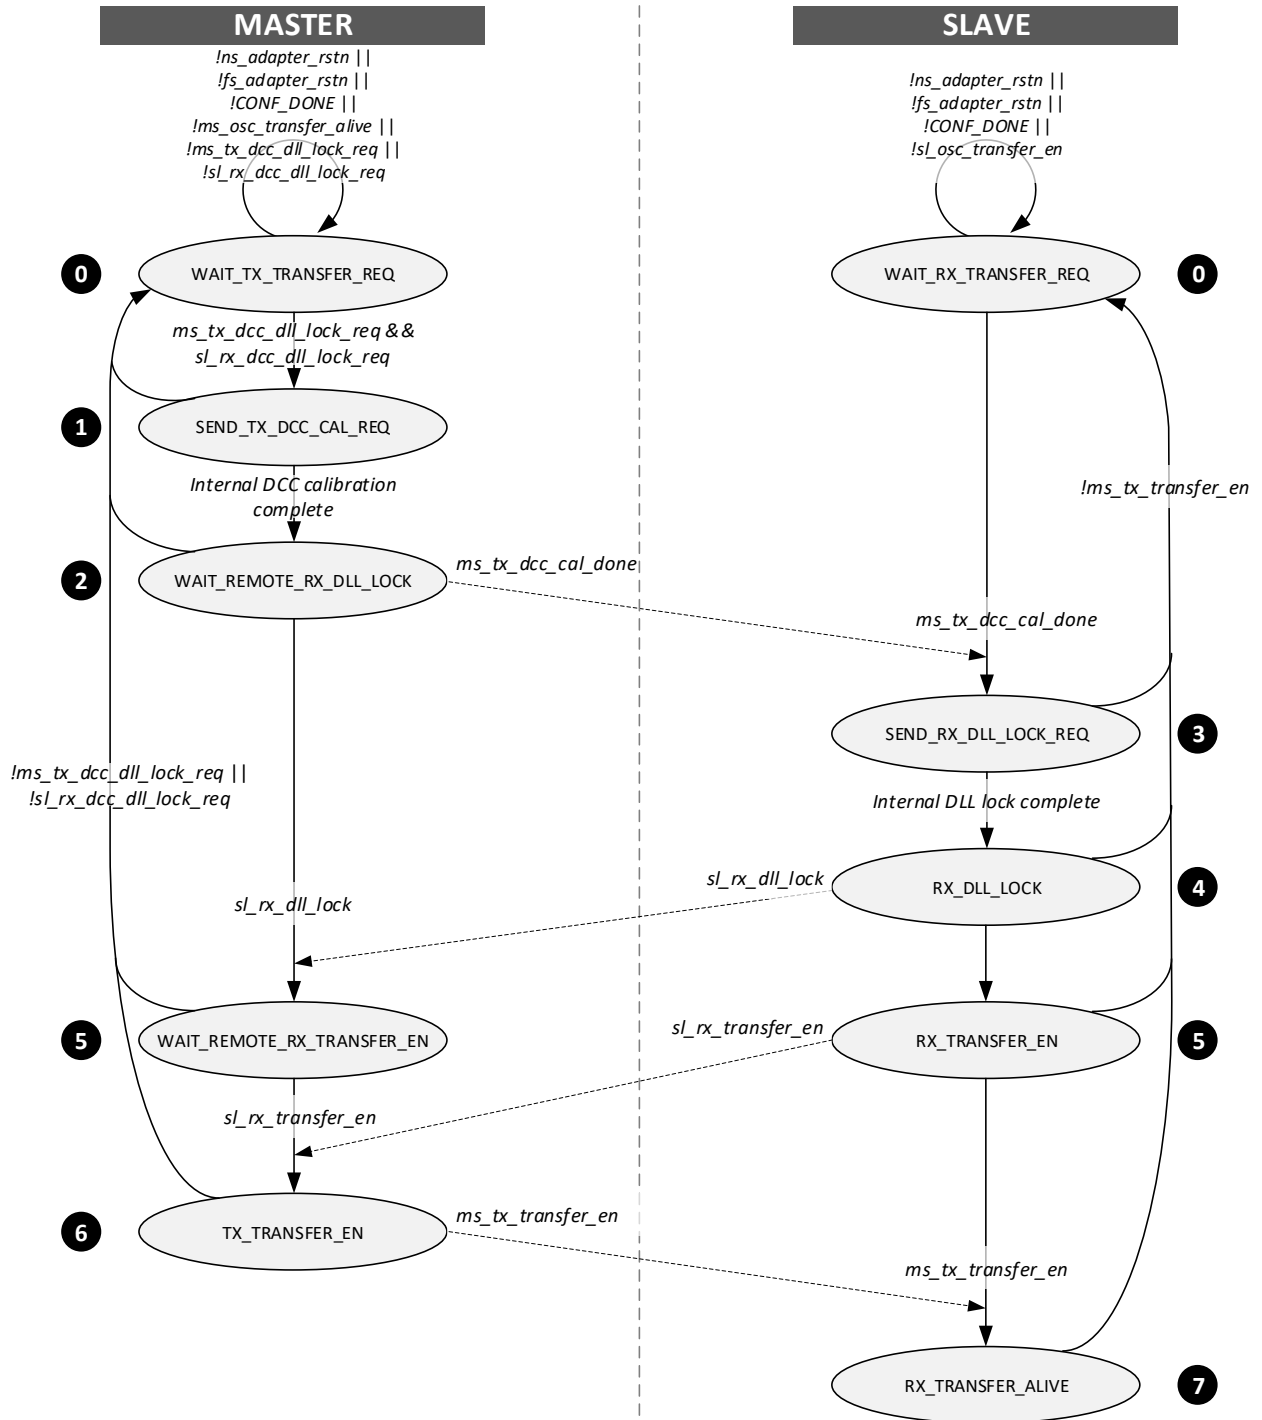 MASTER
!ns_adapter_rstn ||
!fs_adapter_rstn ||
!CONF_DONE ||
!ms_osc_transfer_alive ||
!ms_tx_dcc_dll_lock_req ||
!sl_rx_dcc_dll_lock_req
0
WAIT_TX_TRANSFER_REQ
ms_tx_dcc_dll_lock_req &&
sl_rx_dcc_dll_lock_req
1
SEND_TX_DCC_CAL_REQ
Internal DCC calibration
complete
2
WAIT_REMOTE_RX_DLL_LOCK
ms_tx_dcc_cal_done
!ms_tx_dcc_dll_lock_req ||
!sl_rx_dcc_dll_lock_req
sl_rx_dll_lock
5
WAIT_REMOTE_RX_TRANSFER_EN
sl_rx_transfer_en
6
TX_TRANSFER_EN
ms_tx_transfer_en
SLAVE
!ns_adapter_rstn ||
!fs_adapter_rstn ||
!CONF_DONE ||
!sl_osc_transfer_en
WAIT_RX_TRANSFER_REQ
0
!ms_tx_transfer_en
ms_tx_dcc_cal_done
SEND_RX_DLL_LOCK_REQ
3
Internal DLL lock complete
sl_rx_dll_lock
RX_DLL_LOCK
4
sl_rx_transfer_en
RX_TRANSFER_EN
5
ms_tx_transfer_en
RX_TRANSFER_ALIVE
7